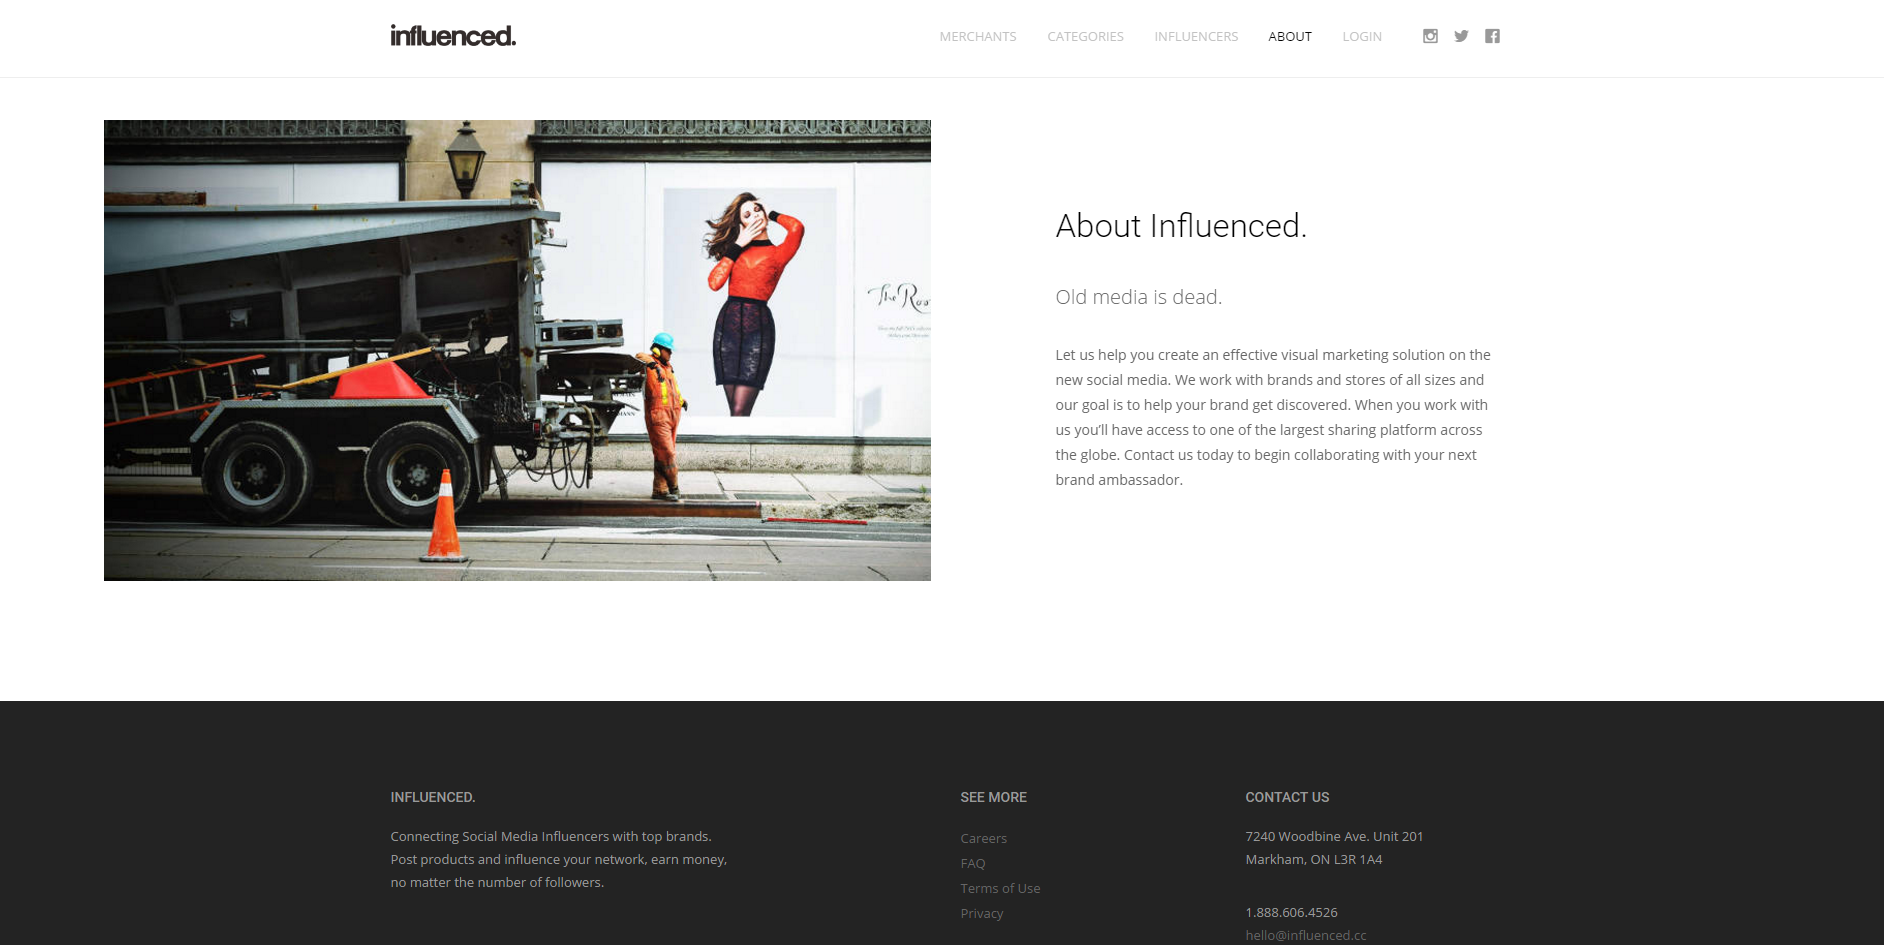 influenced.
MERCHANTS CATEGORIES INFLUENCERS ABOUT LOGIN
The Roo
About Influenced.
Old media is dead.
Let us help you create an effective visual marketing solution on the
new social media. We work with brands and stores of all sizes and
our goal is to help your brand get discovered. When you work with
us you’ll have access to one of the largest sharing platform across
the globe. Contact us today to begin collaborating with your next
brand ambassador.
INFLUENCED.
Connecting Social Media Influencers with top brands.
Post products and influence your network, earn money,
no matter the number of followers.
SEE MORE
Careers
FAQ
Terms of Use
Privacy
CONTACT US
7240 Woodbine Ave. Unit 201
Markham, ON L3R 1A4
1.888.606.4526
hello@influenced.cc